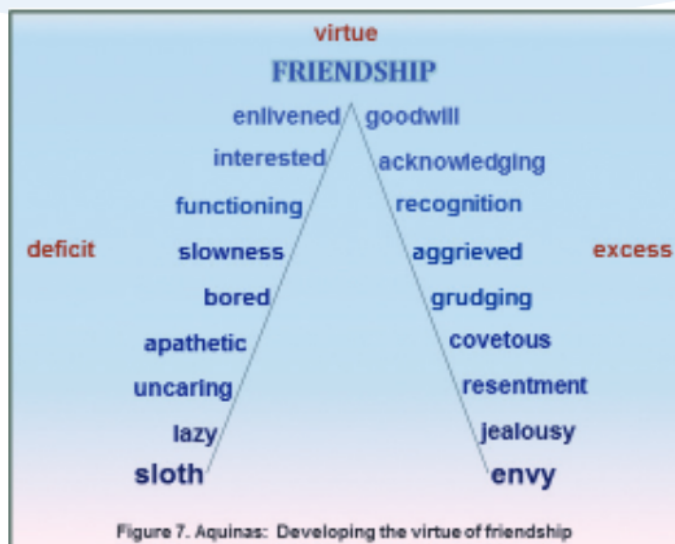 virtue
FRIENDSHIP
enlivened goodwill
interested acknowledging
functioning recognition
deficit slowness aggrieved excess
bored grudging
apathetic covetous
uncaring resentment
lazy jealousy
sloth envy
Figure 7. Aquinas: Developing the virtue of friendship